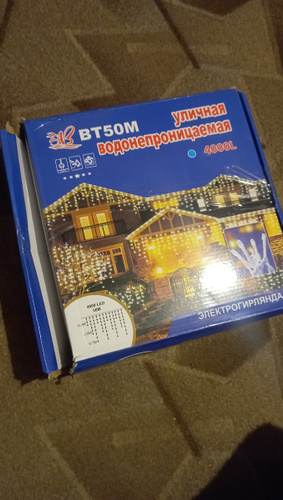 уличная
BT50M водонепроницаемая
4000L
ЭЛЕКТРОГИРЛЯНДА